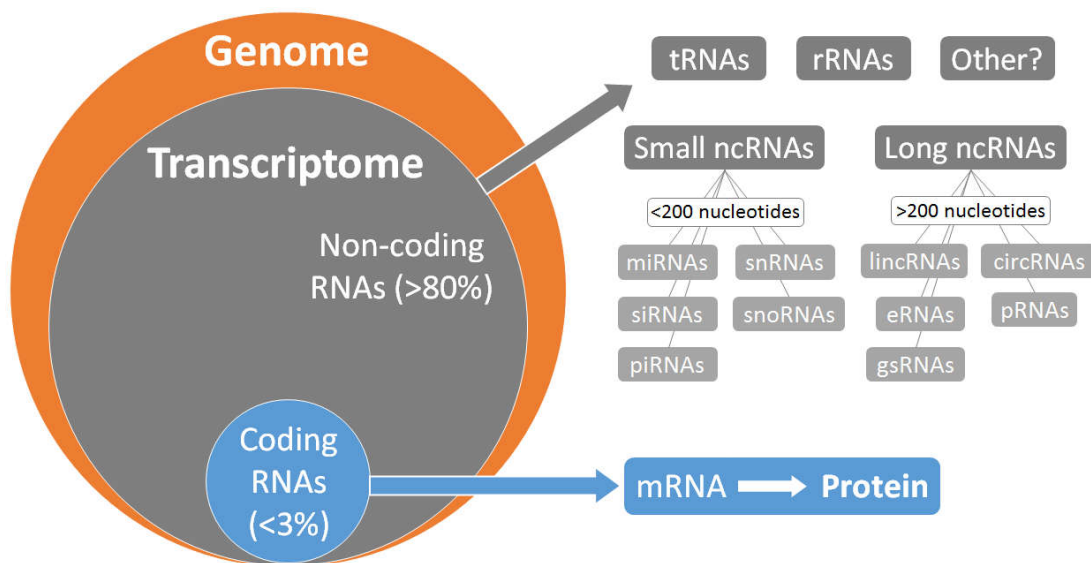 Genome
Transcriptome
Non-coding
RNAs (>80%)
Coding
RNAs
(<3%)
tRNAs
rRNAs
Other?
Small ncRNAs
<200 nucleotides
miRNAs
snRNAs
siRNAs
snoRNAs
piRNAs
Long ncRNAs
>200 nucleotides
lincRNAs
circRNAs
eRNAs
pRNAs
gsRNAs
mRNA
Protein